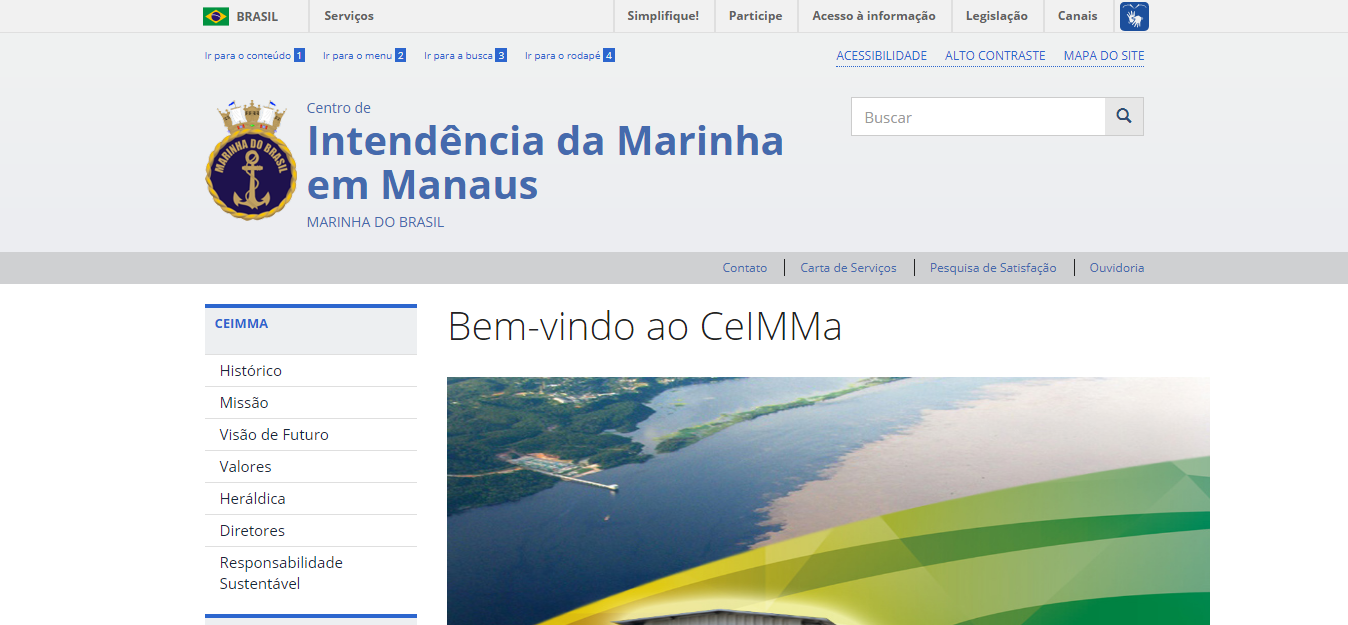 BRASIL
Serviços
Simplifique!
Participe
Acesso à informação
Legislação
Canais
Ir para o conteúdo 1
Ir para o menu 2
Ir para a busca 3
Ir para o rodapé 4
ACESSIBILIDADE
ALTO CONTRASTE
MAPA DO SITE
MARINHA DO BRASIL
Centro de
Intendência da Marinha
em Manaus
MARINHA DO BRASIL
Buscar
Contato
Carta de Serviços
Pesquisa de Satisfação
Ouvidoria
CEIMMA
Histórico
Missão
Visão de Futuro
Valores
Heráldica
Diretores
Responsabilidade
Sustentável
Bem-vindo ao CeIMMa